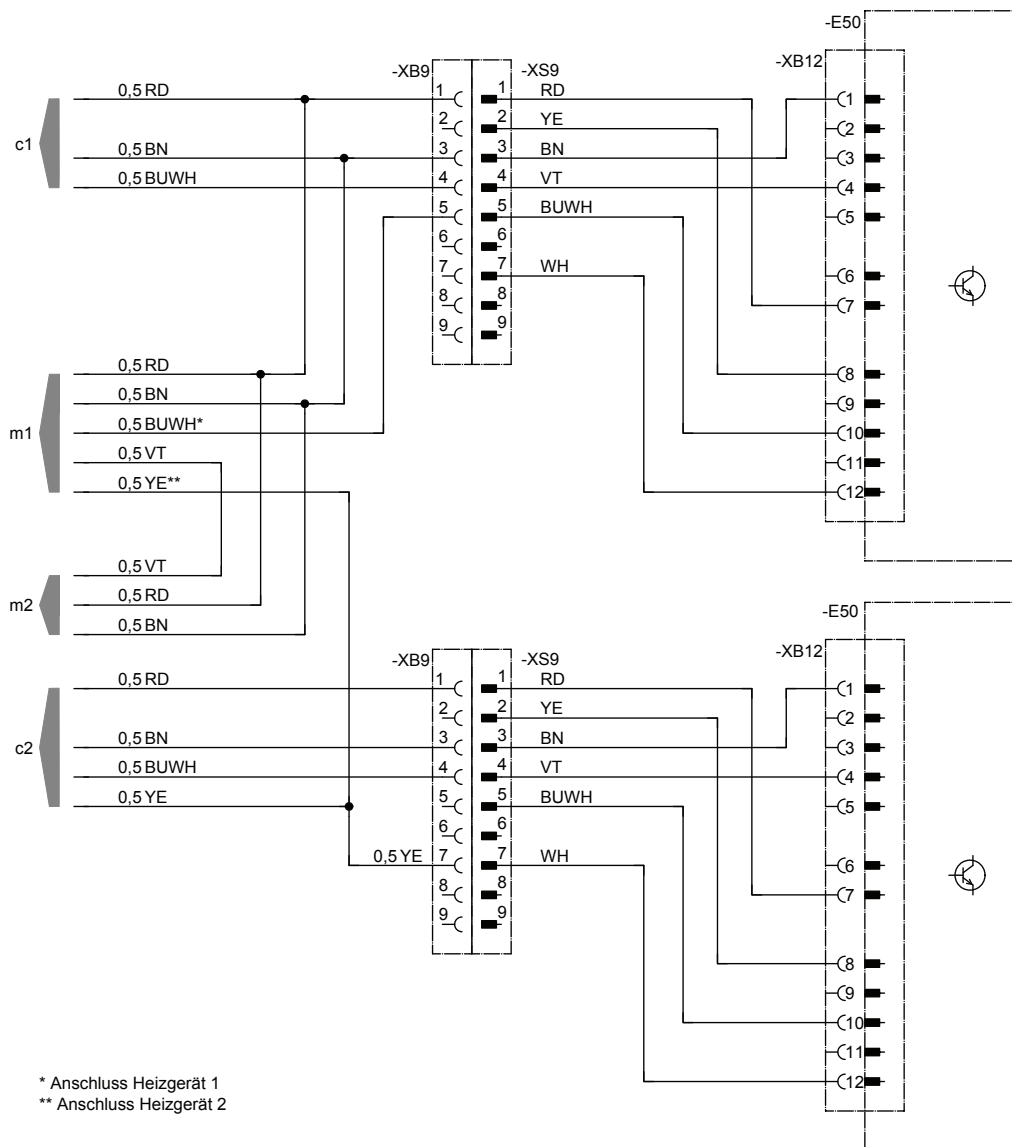 -E50
-XB12
-XB9
-XS9
c1
0,5 RD
0,5 BN
0,5 BUWH
1
2
3
4
5
6
7
8
9
1
2
3
4
5
6
7
8
9
RD
YE
BN
VT
BUWH
WH
1
2
3
4
5
6
7
8
9
10
11
12
m1
0,5 RD
0,5 BN
0,5 BUWH*
0,5 VT
0,5 YE**
m2
0,5 VT
0,5 RD
0,5 BN
-E50
-XB12
-XB9
-XS9
c2
0,5 RD
0,5 BN
0,5 BUWH
0,5 YE
0,5 YE
1
2
3
4
5
6
7
8
9
1
2
3
4
5
6
7
8
9
RD
YE
BN
VT
BUWH
WH
1
2
3
4
5
6
7
8
9
10
11
12
* Anschluss Heizgerät 1
** Anschluss Heizgerät 2